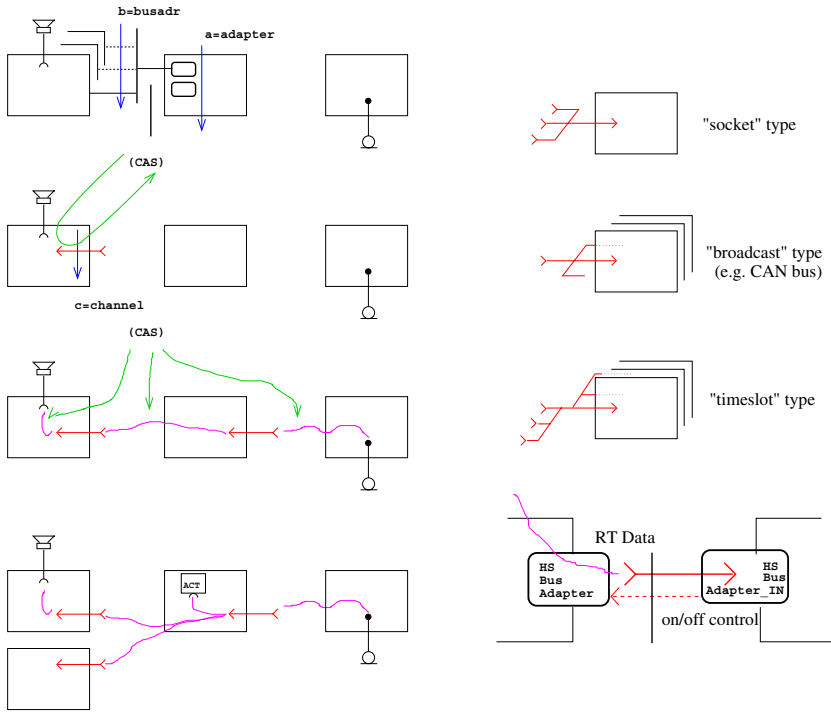 b=busadr
a=adapter
(CAS)
c=channel
(CAS)
ACT
"socket" type
"broadcast" type
(e.g. CAN bus)
"timeslot" type
RT Data
HS
Bus
Adapter
HS
Bus
Adapter_IN
on/off control